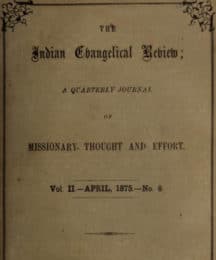 THE
Indian Evangelical Review;
A QUARTERLY JOURNAL
OF
MISSIONARY THOUGHT AND EFFORT.
Vol II.—APRIL, 1875.—No 8